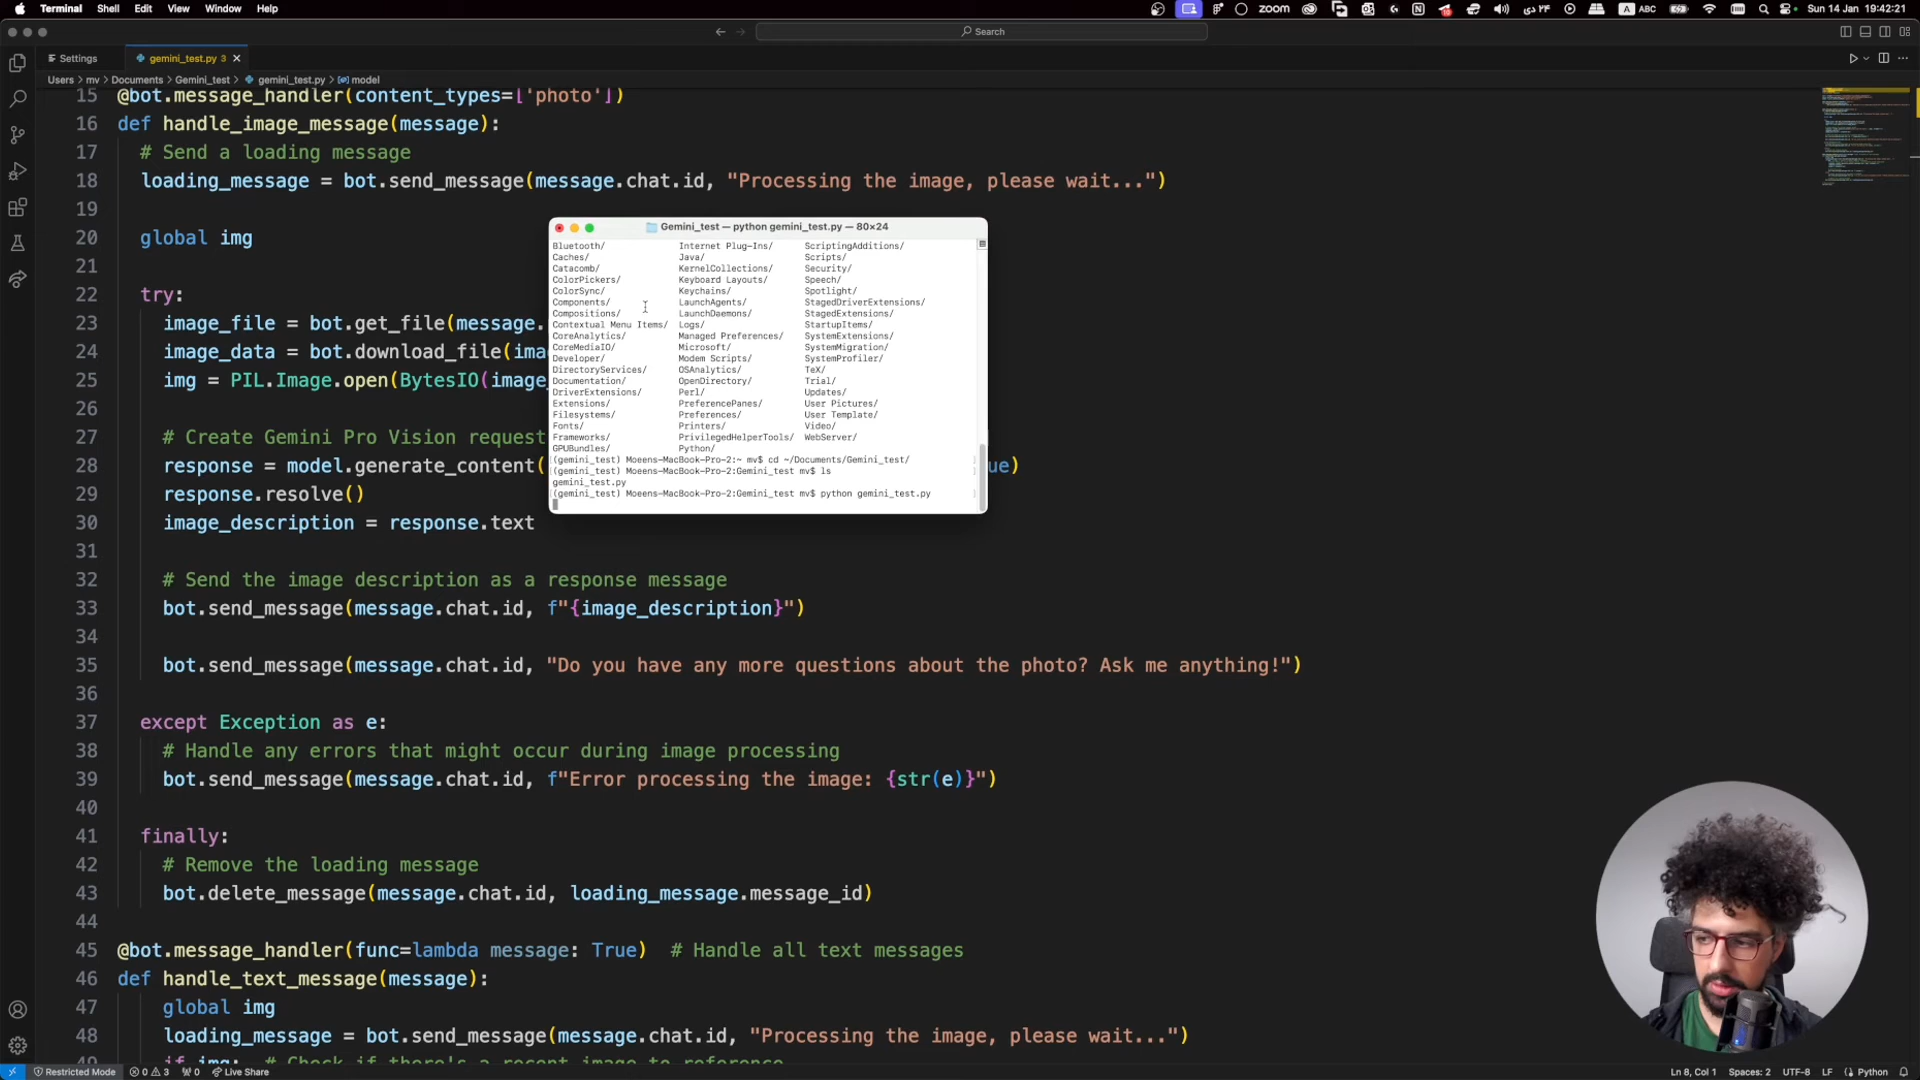 Terminal Shell Edit View Window Help zoom ABC Sun 14 Jan 19:42:21
Search
Settings gemini_test.py 3
Users > mv > Documents > Gemini_test > gemini_test.py > model
15 @bot.message_handler(content_types=['photo'])
16 def handle_image_message(message):
17 # Send a loading message
18 loading_message = bot.send_message(message.chat.id, "Processing the image, please wait...")
19
20 global img
21
22 try:
23 image_file = bot.get_file(message.
24 image_data = bot.download_file(ima
25 img = PIL.Image.open(BytesIO(image_
26
27 # Create Gemini Pro Vision request
28 response = model.generate_content( ue)
29 response.resolve()
30 image_description = response.text
31
32 # Send the image description as a response message
33 bot.send_message(message.chat.id, f"{image_description}")
34
35 bot.send_message(message.chat.id, "Do you have any more questions about the photo? Ask me anything!")
36
37 except Exception as e:
38 # Handle any errors that might occur during image processing
39 bot.send_message(message.chat.id, f"Error processing the image: {str(e)}")
40
41 finally:
42 # Remove the loading message
43 bot.delete_message(message.chat.id, loading_message.message_id)
44
45 @bot.message_handler(func=lambda message: True) # Handle all text messages
46 def handle_text_message(message):
47 global img
48 loading_message = bot.send_message(message.chat.id, "Processing the image, please wait...")
49 if img: # Check if there's a recent image to reference
Gemini_test — python gemini_test.py — 80×24
Bluetooth/ Internet Plug-Ins/ ScriptingAdditions/
Caches/ Java/ Scripts/
Catacomb/ KernelCollections/ Security/
ColorPickers/ Keyboard Layouts/ Speech/
ColorSync/ Keychains/ Spotlight/
Components/ LaunchAgents/ StagedDriverExtensions/
Compositions/ LaunchDaemons/ StagedExtensions/
Contextual Menu Items/ Logs/ StartupItems/
CoreAnalytics/ Managed Preferences/ SystemExtensions/
CoreMediaIO/ Microsoft/ SystemMigration/
Developer/ Modem Scripts/ SystemProfiler/
DirectoryServices/ OSAnalytics/ TeX/
Documentation/ OpenDirectory/ Trial/
DriverExtensions/ Perl/ Updates/
Extensions/ PreferencePanes/ User Pictures/
Filesystems/ Preferences/ User Template/
Fonts/ Printers/ Video/
Frameworks/ PrivilegedHelperTools/ WebServer/
GPUBundles/ Python/
[(gemini_test) Moeens-MacBook-Pro-2:~ mv$ cd ~/Documents/Gemini_test/ ]
[(gemini_test) Moeens-MacBook-Pro-2:Gemini_test mv$ ls ]
gemini_test.py
[(gemini_test) Moeens-MacBook-Pro-2:Gemini_test mv$ python gemini_test.py ]
Restricted Mode 0 3 0 Live Share Ln 8, Col 1 Spaces: 2 UTF-8 LF Python